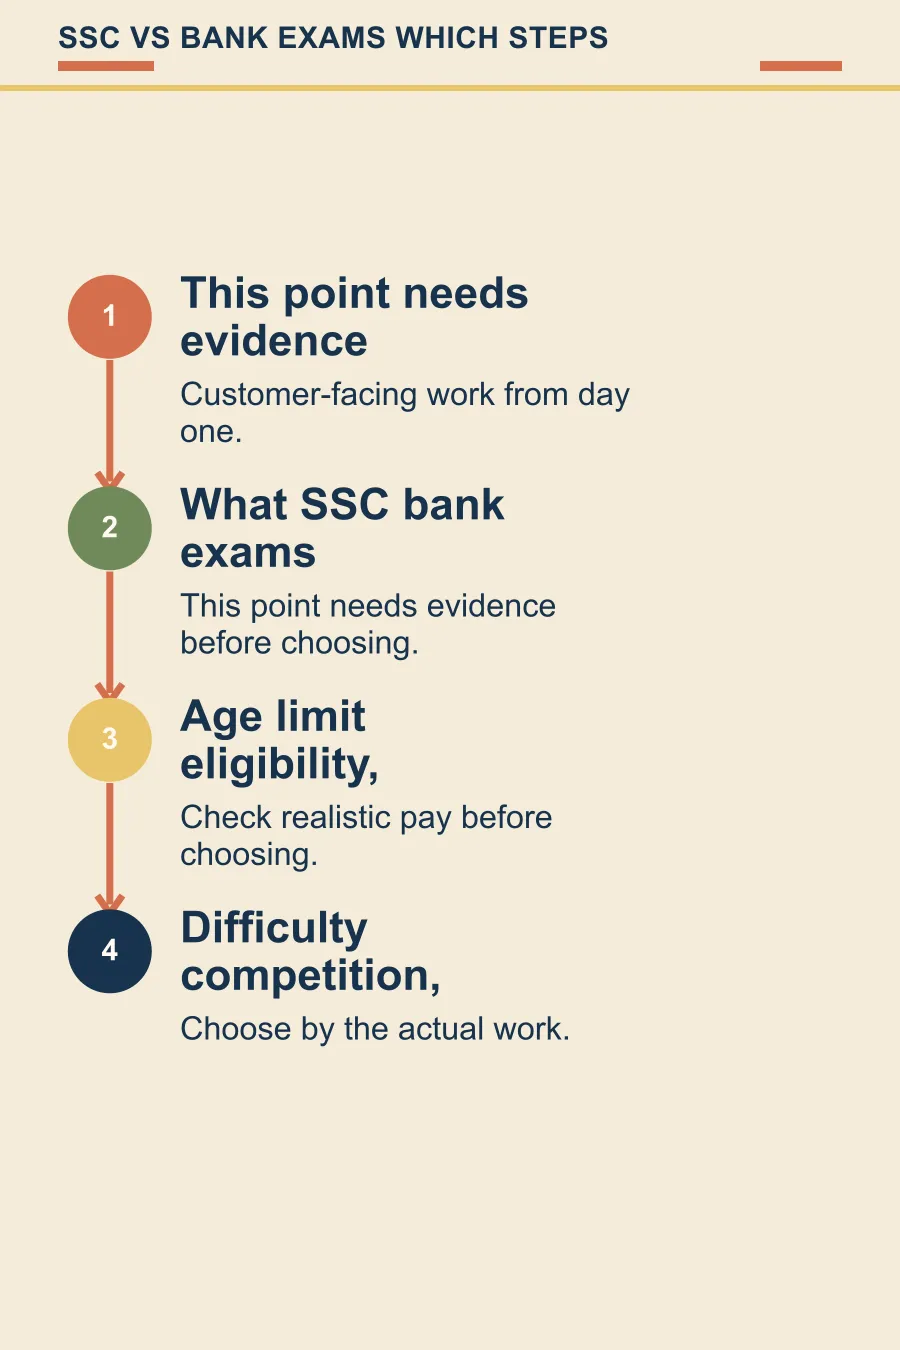 SSC VS BANK EXAMS WHICH STEPS
1
This point needs
evidence
Customer-facing work from day
one.
2
What SSC bank
exams
This point needs evidence
before choosing.
3
Age limit
eligibility,
Check realistic pay before
choosing.
4
Difficulty
competition,
Choose by the actual work.